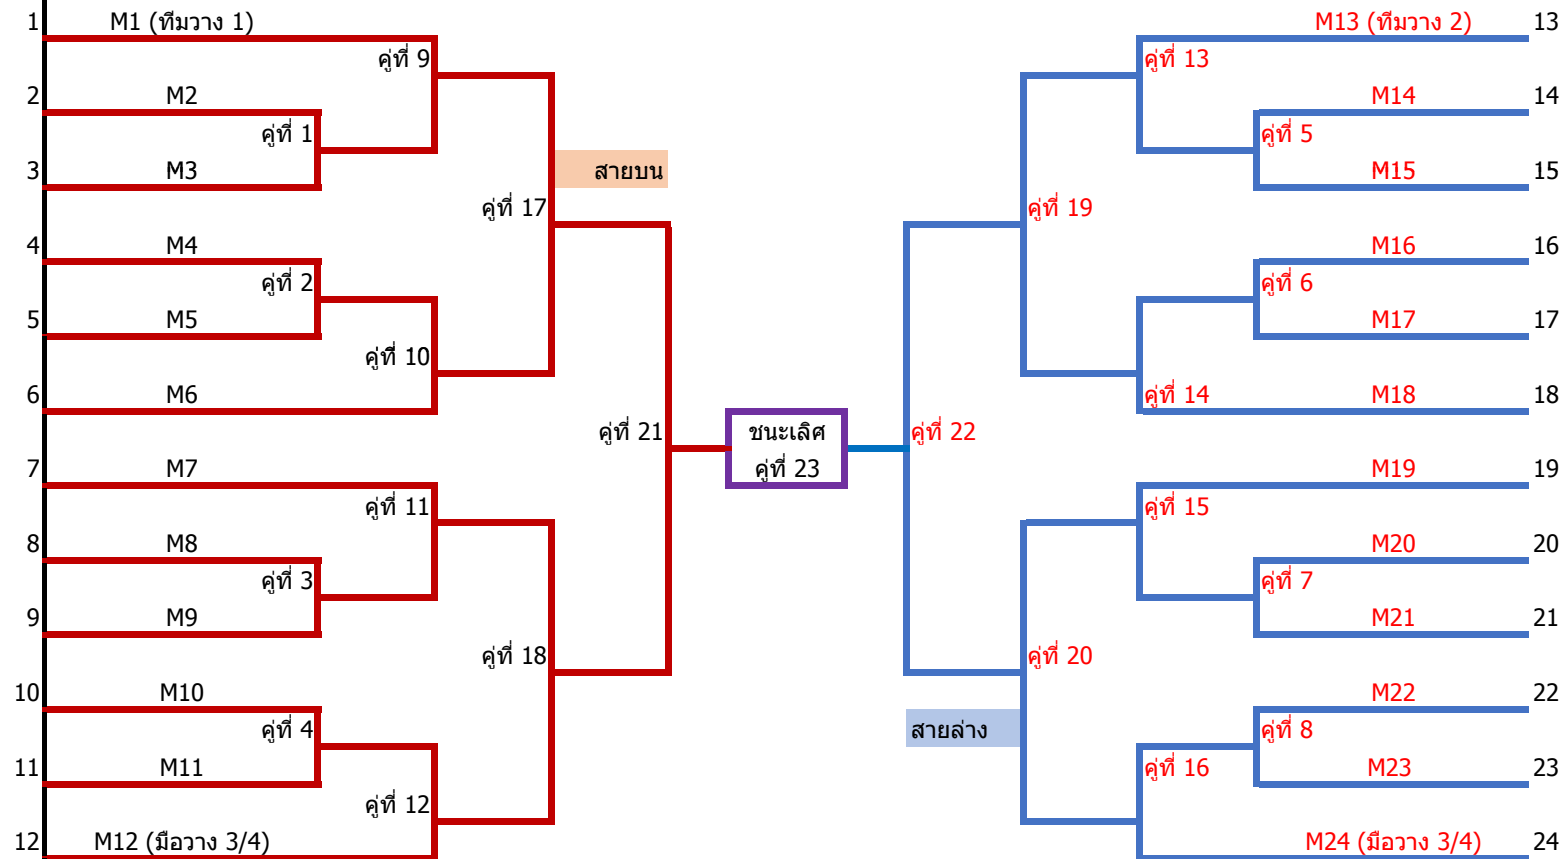 1 M1 (ทีมวาง 1) M13 (ทีมวาง 2) 13
คู่ที่ 9 คู่ที่ 13
2 M2 M14 14
คู่ที่ 1 คู่ที่ 5
3 M3 สายบน M15 15
คู่ที่ 17 คู่ที่ 19
4 M4 M16 16
คู่ที่ 2 คู่ที่ 6
5 M5 M17 17
คู่ที่ 10
6 M6 คู่ที่ 14 M18 18
คู่ที่ 21 ชนะเลิศ คู่ที่ 22
7 M7 คู่ที่ 23 M19 19
คู่ที่ 11 คู่ที่ 15
8 M8 M20 20
คู่ที่ 3 คู่ที่ 7
9 M9 M21 21
คู่ที่ 18 คู่ที่ 20
10 M10 M22 22
คู่ที่ 4 สายล่าง คู่ที่ 8
11 M11 คู่ที่ 16 M23 23
คู่ที่ 12
12 M12 (มือวาง 3/4) M24 (มือวาง 3/4) 24